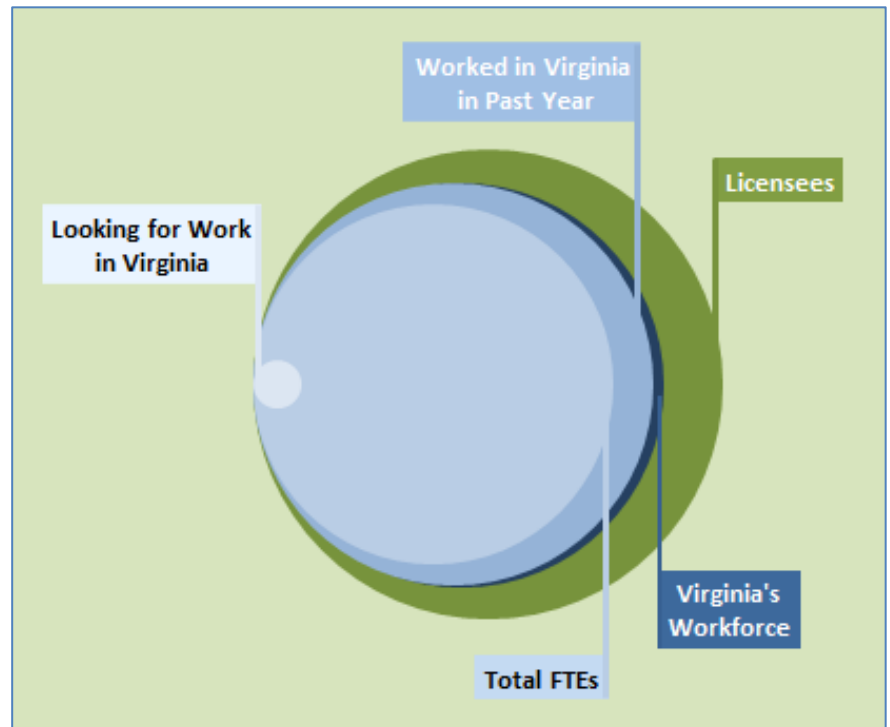 Worked in Virginia
in Past Year
Licensees
Looking for Work
in Virginia
Virginia's
Workforce
Total FTEs